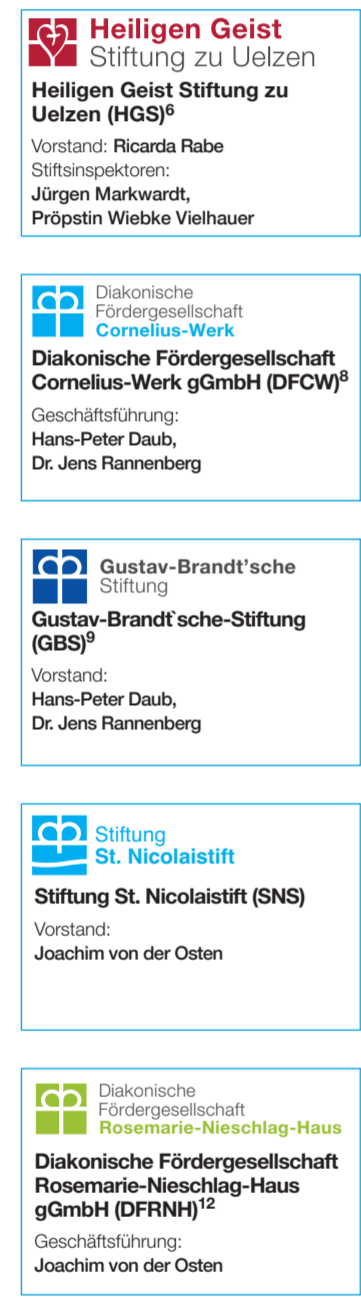 Heiligen Geist
Stiftung zu Uelzen
Heiligen Geist Stiftung zu
Uelzen (HGS)⁶
Vorstand: Ricarda Rabe
Stiftsinspektoren:
Jürgen Markwardt,
Pröpstin Wiebke Vielhauer
Diakonische
Fördergesellschaft
Cornelius-Werk
Diakonische Fördergesellschaft
Cornelius-Werk gGmbH (DFCW)⁸
Geschäftsführung:
Hans-Peter Daub,
Dr. Jens Rannenberg
Gustav-Brandt’sche
Stiftung
Gustav-Brandt`sche-Stiftung
(GBS)⁹
Vorstand:
Hans-Peter Daub,
Dr. Jens Rannenberg
Stiftung
St. Nicolaistift
Stiftung St. Nicolaistift (SNS)
Vorstand:
Joachim von der Osten
Diakonische
Fördergesellschaft
Rosemarie-Nieschlag-Haus
Diakonische Fördergesellschaft
Rosemarie-Nieschlag-Haus
gGmbH (DFRNH)¹²
Geschäftsführung:
Joachim von der Osten